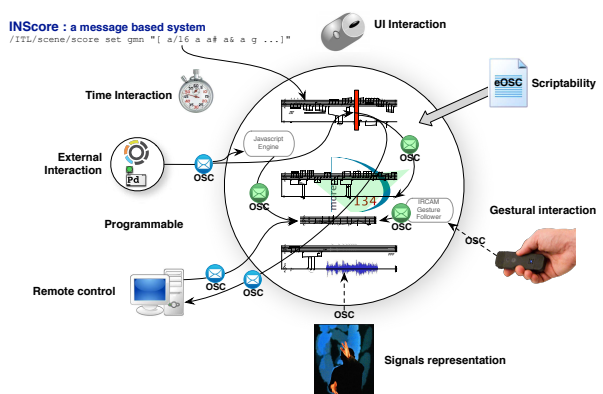 INScore : a message based system
/ITL/scene/score set gmn "[ a/16 a a# a& a g ...]"
UI Interaction
eOSC
Scriptability
Time Interaction
Javascript
Engine
OSC
External
Interaction
Pd
OSC
OSC
more
134
IRCAM
Gesture
Follower
OSC
Gestural interaction
Programmable
OSC
Remote control
OSC
OSC
OSC
Signals representation